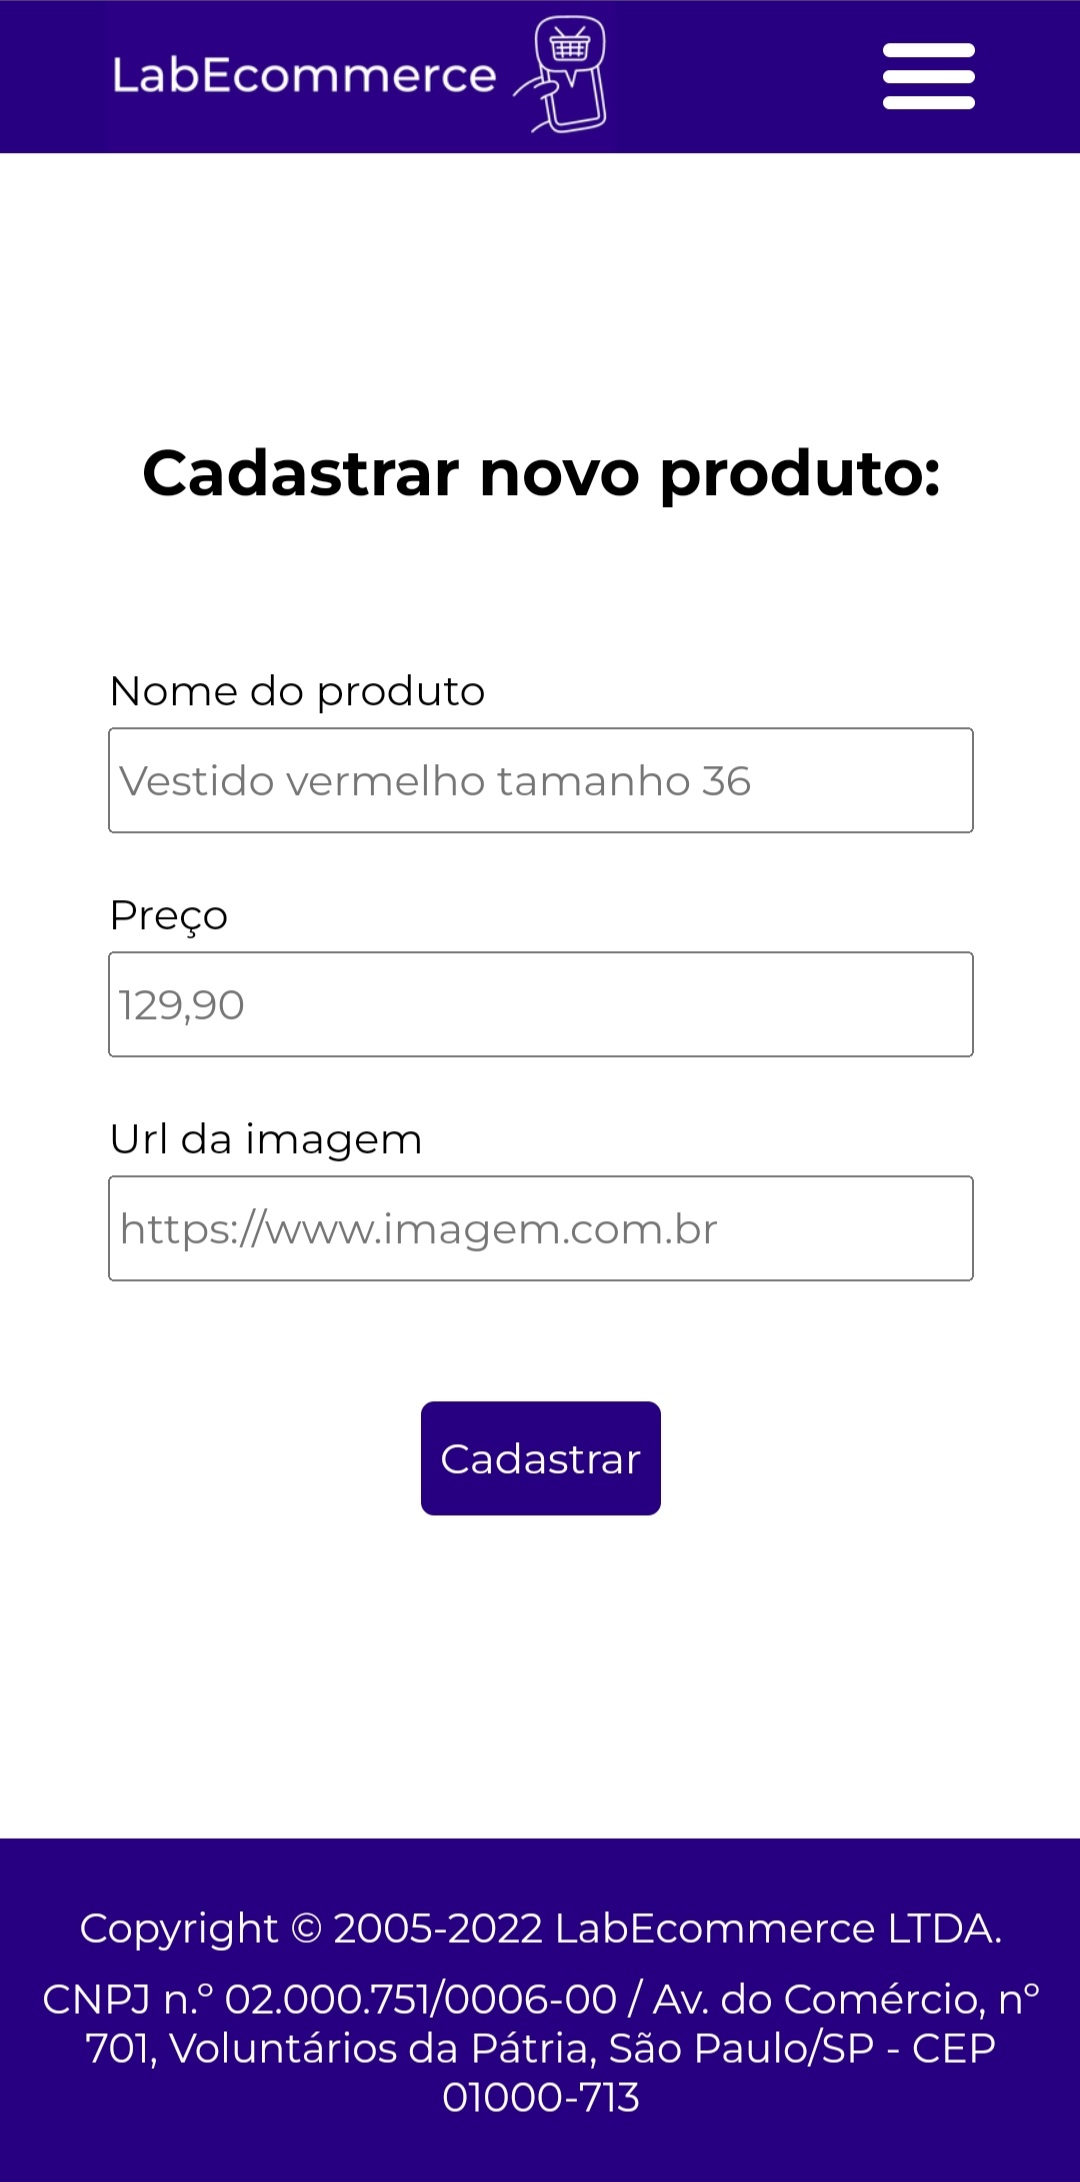 LabEcommerce
Cadastrar novo produto:
Nome do produto
Vestido vermelho tamanho 36
Preço
129,90
Url da imagem
https://www.imagem.com.br
Cadastrar
Copyright © 2005-2022 LabEcommerce LTDA.
CNPJ n.º 02.000.751/0006-00 / Av. do Comércio, nº
701, Voluntários da Pátria, São Paulo/SP - CEP
01000-713